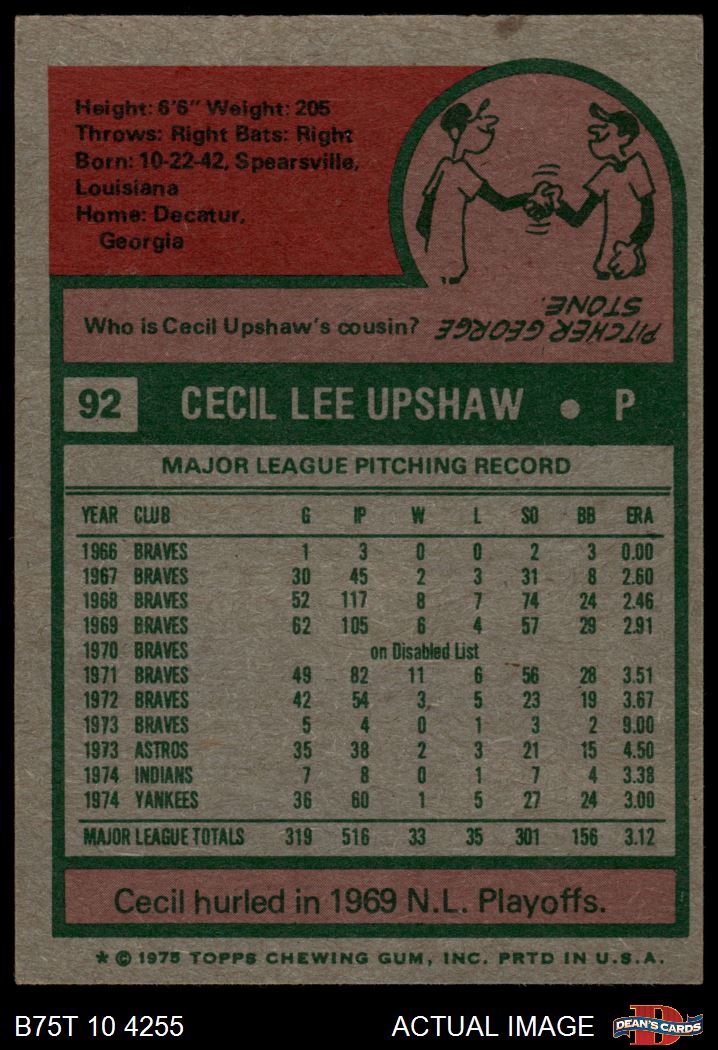 Height: 6'6" Weight: 205
Throws: Right Bats: Right
Born: 10-22-42, Spearsville,
Louisiana
Home: Decatur,
Georgia
Who is Cecil Upshaw's cousin?
PITCHER GEORGE
STONE.
92 CECIL LEE UPSHAW • P
MAJOR LEAGUE PITCHING RECORD
YEAR CLUB G IP W L SO BB ERA
1966 BRAVES 1 3 0 0 2 3 0.00
1967 BRAVES 30 45 2 3 31 8 2.60
1968 BRAVES 52 117 8 7 74 24 2.46
1969 BRAVES 62 105 6 4 57 29 2.91
1970 BRAVES on Disabled List
1971 BRAVES 49 82 11 6 56 28 3.51
1972 BRAVES 42 54 3 5 23 19 3.67
1973 BRAVES 5 4 0 1 3 2 9.00
1973 ASTROS 35 38 2 3 21 15 4.50
1974 INDIANS 7 8 0 1 7 4 3.38
1974 YANKEES 36 60 1 5 27 24 3.00
MAJOR LEAGUE TOTALS 319 516 33 35 301 156 3.12
Cecil hurled in 1969 N.L. Playoffs.
* © 1975 TOPPS CHEWING GUM, INC. PRTD IN U.S.A.
B75T 10 4255 ACTUAL IMAGE D DEAN'S CARDS